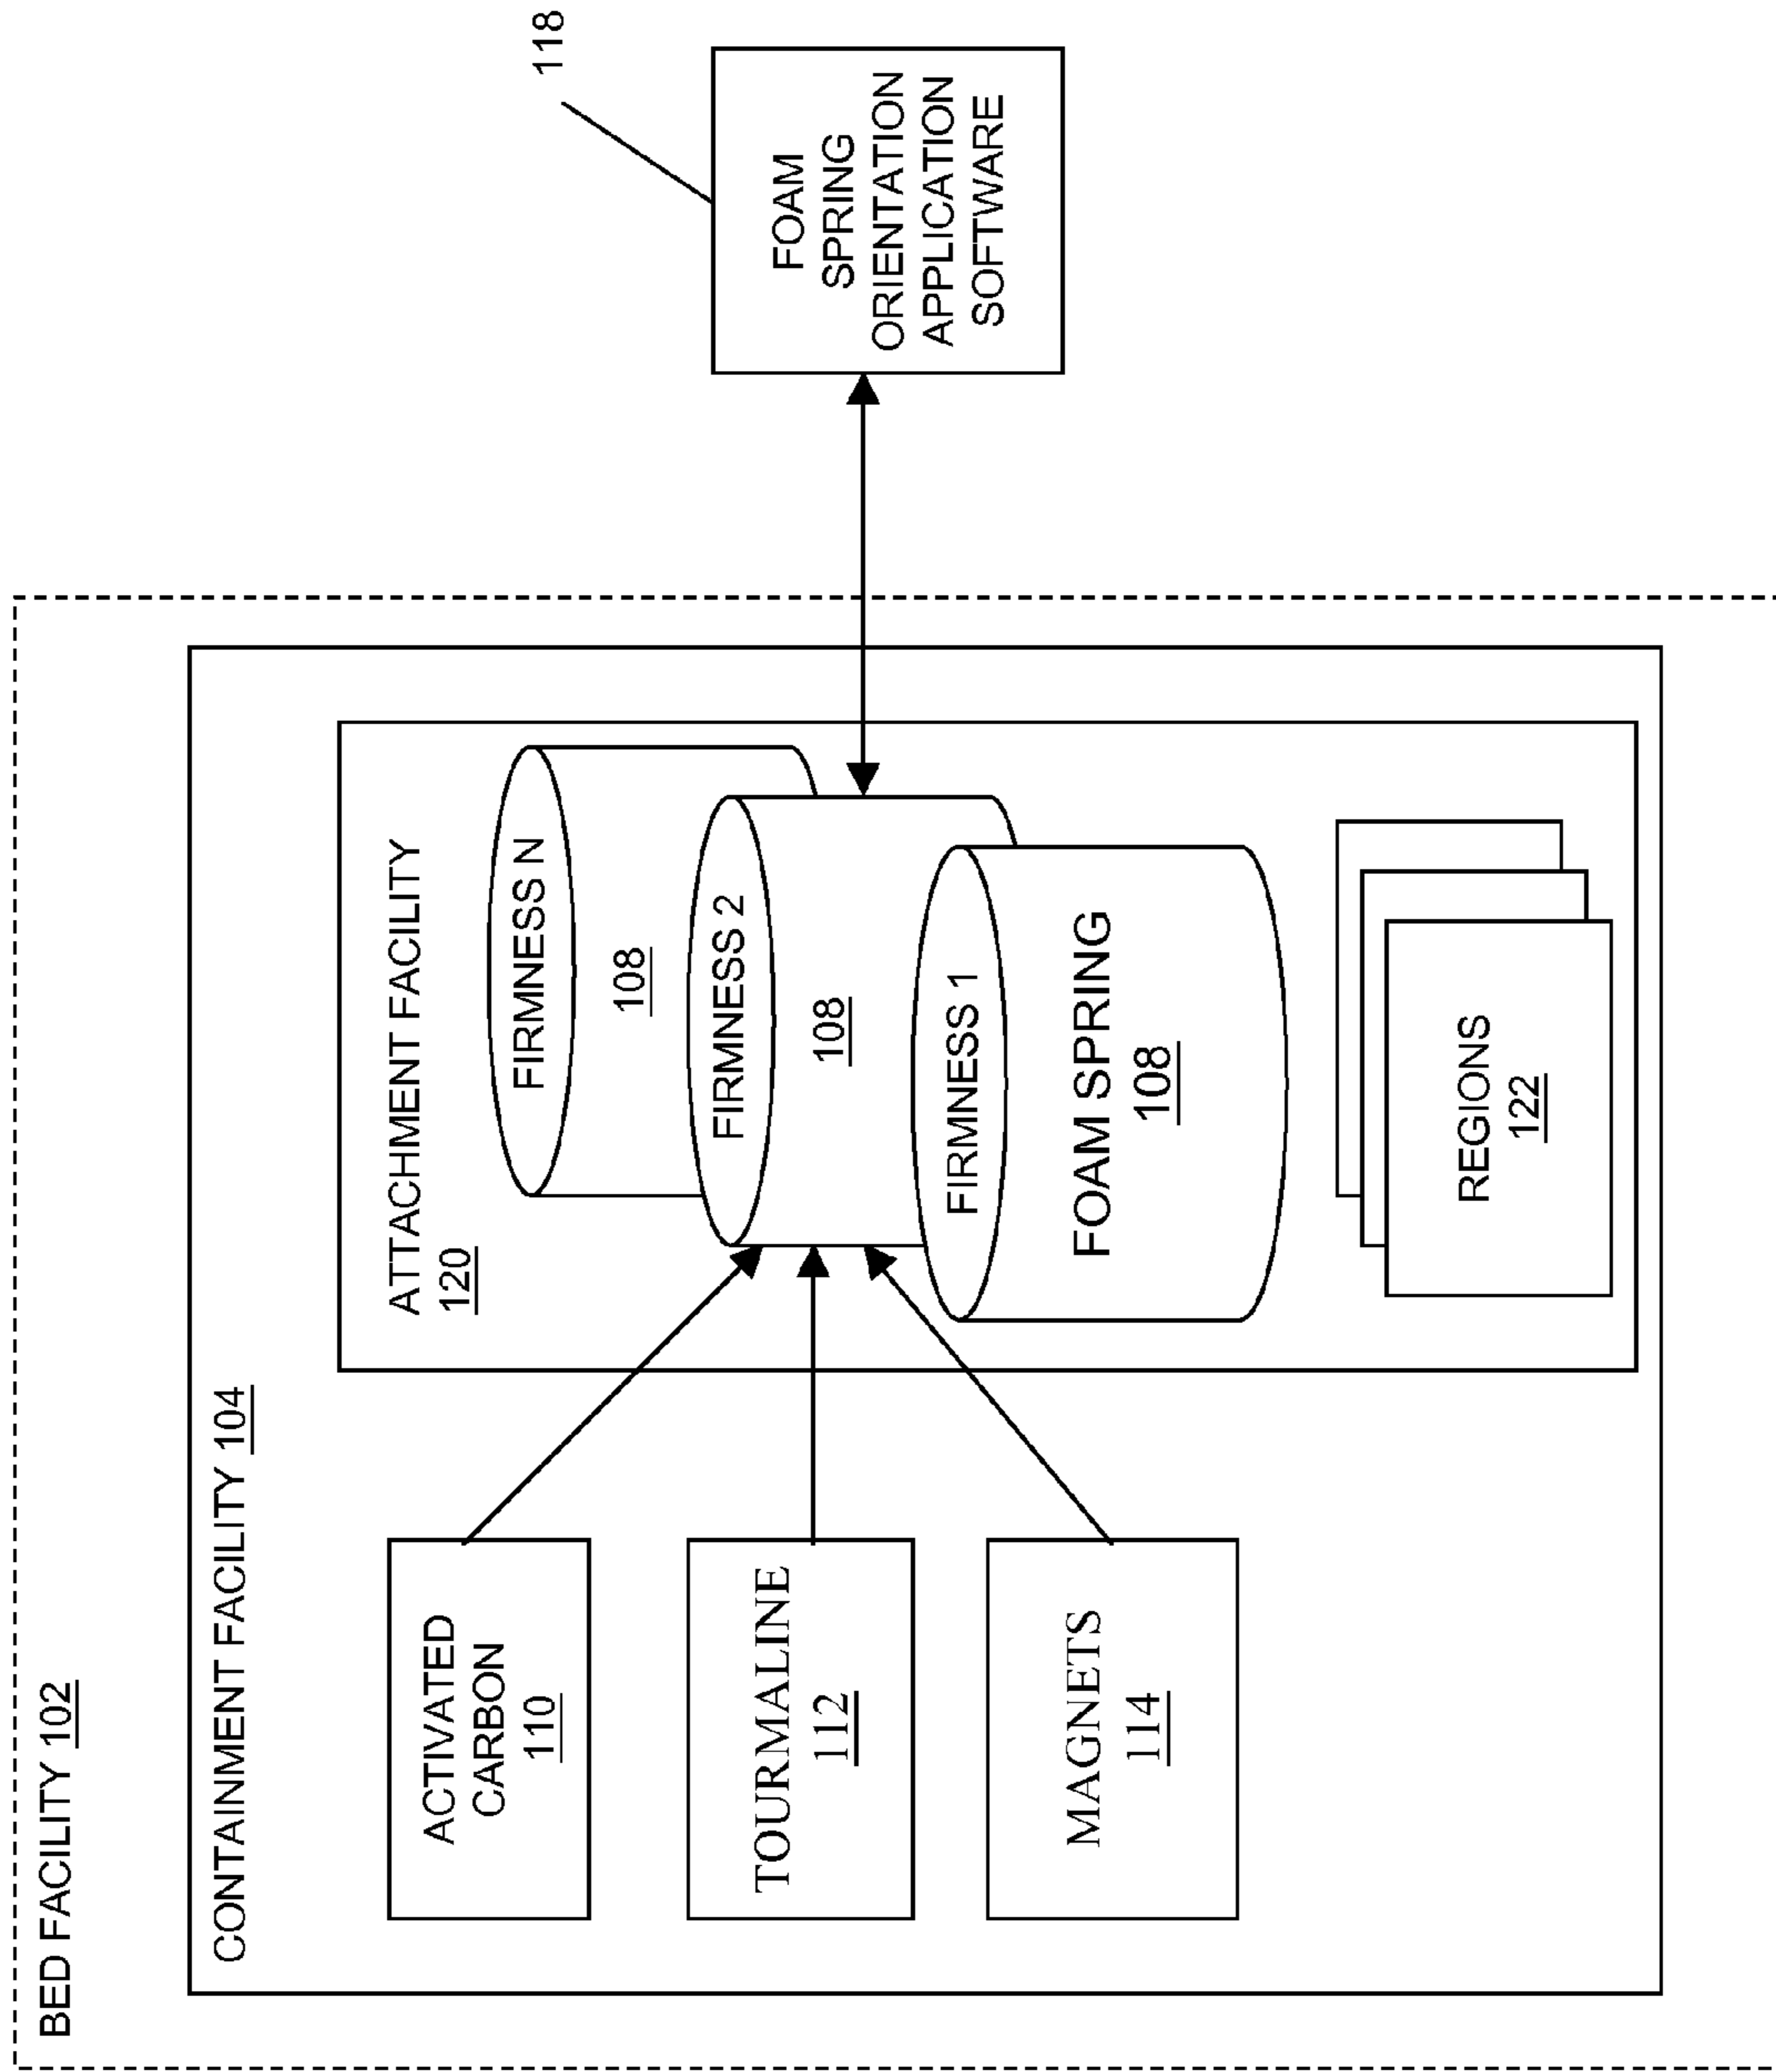 BED FACILITY 102
CONTAINMENT FACILITY 104
ACTIVATED
CARBON
110
TOURMALINE
112
MAGNETS
114
ATTACHMENT FACILITY
120
FIRMNESS N
108
FIRMNESS 2
108
FIRMNESS 1
FOAM SPRING
108
REGIONS
122
118
FOAM
SPRING
ORIENTATION
APPLICATION
SOFTWARE